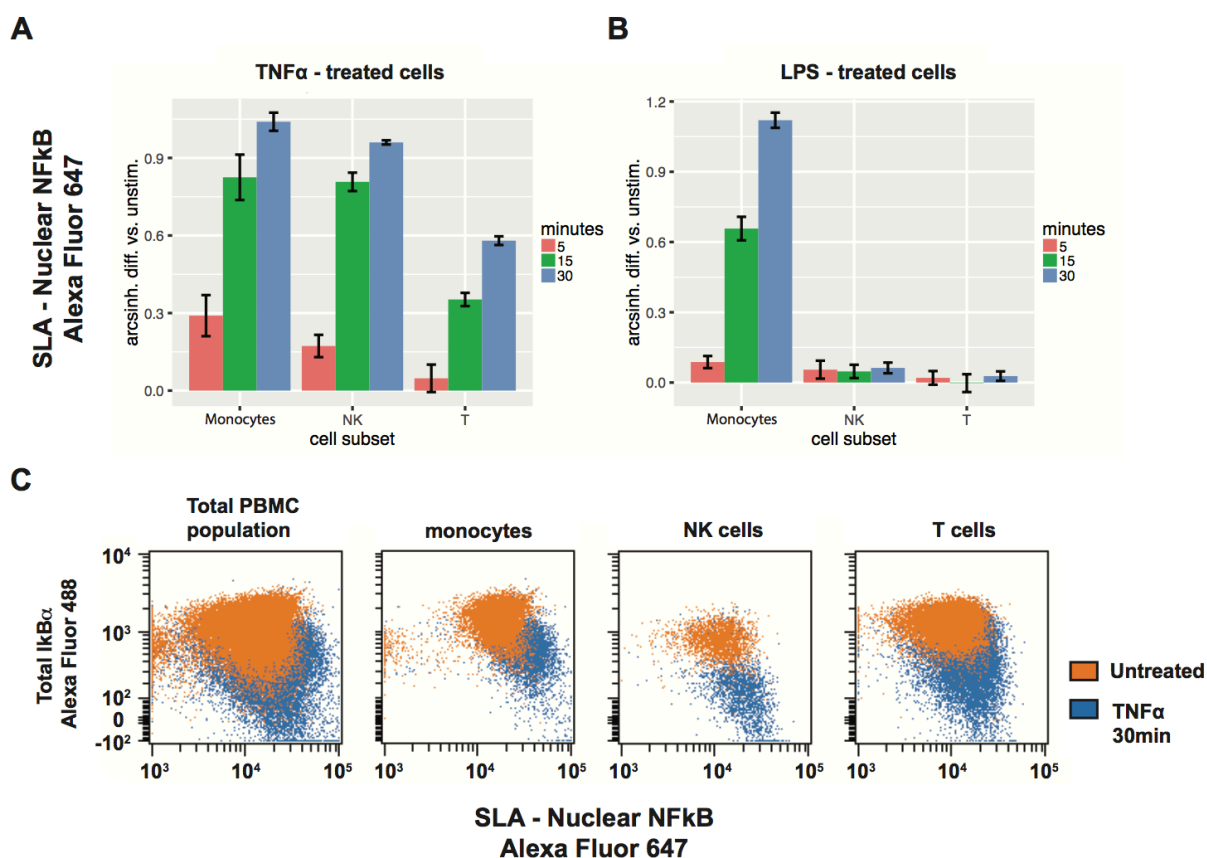 A
B
TNFα - treated cells
LPS - treated cells
SLA - Nuclear NFkB
Alexa Fluor 647
arcsinh. diff. vs. unstim.
0.9
0.6
0.3
0.0
Monocytes
NK
T
cell subset
minutes
5
15
30
arcsinh. diff. vs. unstim.
1.2
0.9
0.6
0.3
0.0
Monocytes
NK
T
cell subset
minutes
5
15
30
C
Total PBMC
population
monocytes
NK cells
T cells
Total IkBα
Alexa Fluor 488
10⁴
10³
10²
0
-10²
10³ 10⁴ 10⁵
10³ 10⁴ 10⁵
10³ 10⁴ 10⁵
10³ 10⁴ 10⁵
Untreated
TNFα
30min
SLA - Nuclear NFkB
Alexa Fluor 647